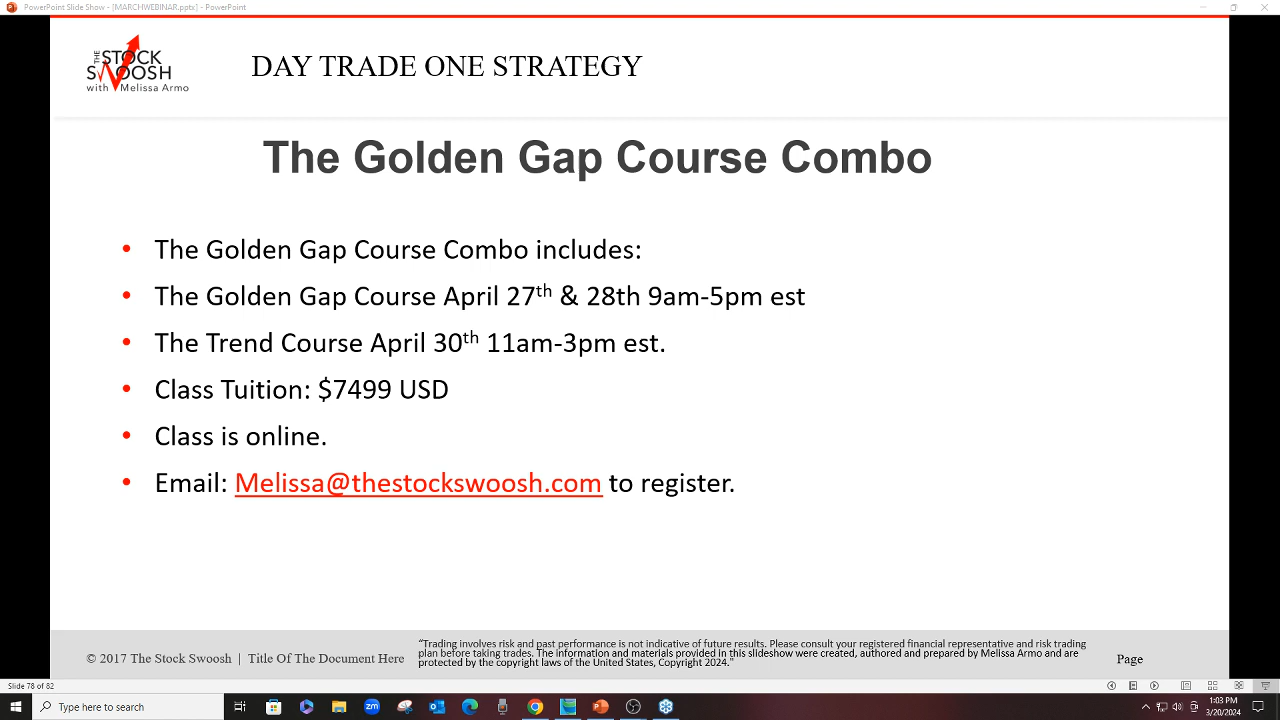 PowerPoint Slide Show - [MARCHWEBINAR.pptx] - PowerPoint
THE
STOCK
SWOOSH
with Melissa Armo
DAY TRADE ONE STRATEGY
The Golden Gap Course Combo
• The Golden Gap Course Combo includes:
• The Golden Gap Course April 27th & 28th 9am-5pm est
• The Trend Course April 30th 11am-3pm est.
• Class Tuition: $7499 USD
• Class is online.
• Email: Melissa@thestockswoosh.com to register.
© 2017 The Stock Swoosh | Title Of The Document Here
“Trading involves risk and past performance is not indicative of future results. Please consult your registered financial representative and risk trading
plan before taking trades. The information and materials provided in this slideshow were created, authored and prepared by Melissa Armo and are
protected by the copyright laws of the United States, Copyright 2024."
Page
Slide 78 of 82
Type here to search
zm
1:03 PM
3/20/2024